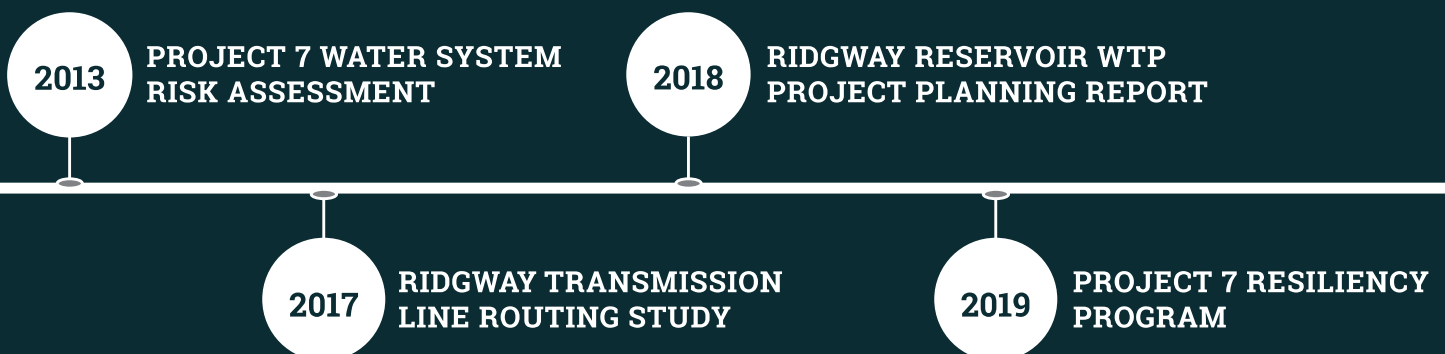 2013
PROJECT 7 WATER SYSTEM
RISK ASSESSMENT
2018
RIDGWAY RESERVOIR WTP
PROJECT PLANNING REPORT
2017
RIDGWAY TRANSMISSION
LINE ROUTING STUDY
2019
PROJECT 7 RESILIENCY
PROGRAM